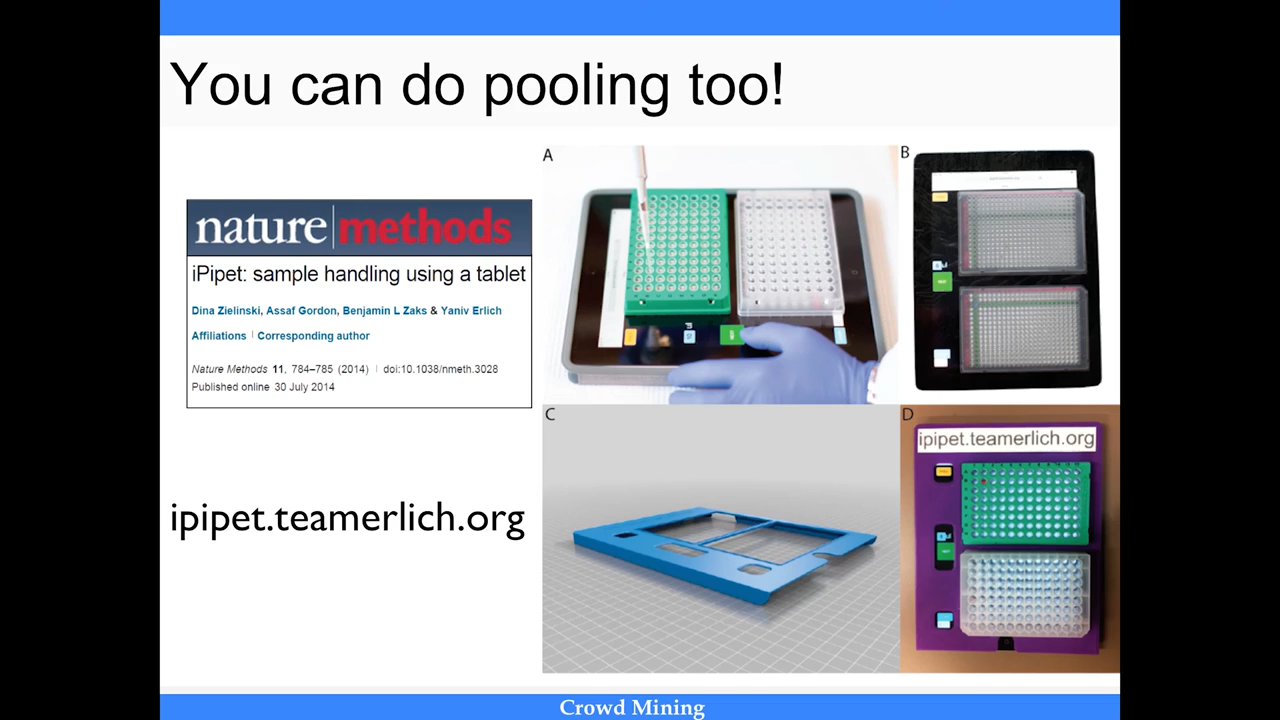 You can do pooling too!
nature methods
iPipet: sample handling using a tablet
Dina Zielinski, Assaf Gordon, Benjamin L Zaks & Yaniv Erlich
Affiliations | Corresponding author
Nature Methods 11, 784–785 (2014) | doi:10.1038/nmeth.3028
Published online 30 July 2014
ipipet.teamerlich.org
A
B
C
D
ipipet.teamerlich.org
Crowd Mining